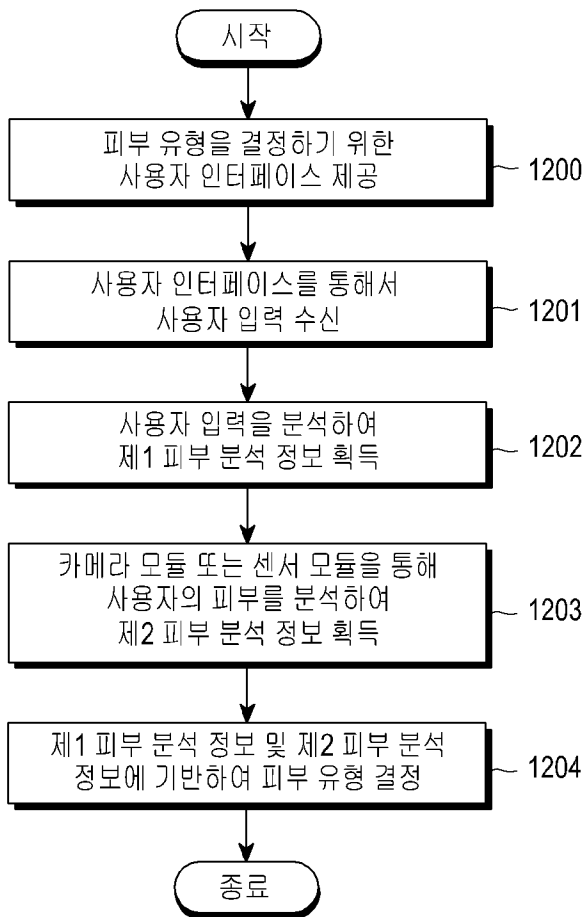 시작
피부 유형을 결정하기 위한
사용자 인터페이스 제공
1200
사용자 인터페이스를 통해서
사용자 입력 수신
1201
사용자 입력을 분석하여
제1 피부 분석 정보 획득
1202
카메라 모듈 또는 센서 모듈을 통해
사용자의 피부를 분석하여
제2 피부 분석 정보 획득
1203
제1 피부 분석 정보 및 제2 피부 분석
정보에 기반하여 피부 유형 결정
1204
종료